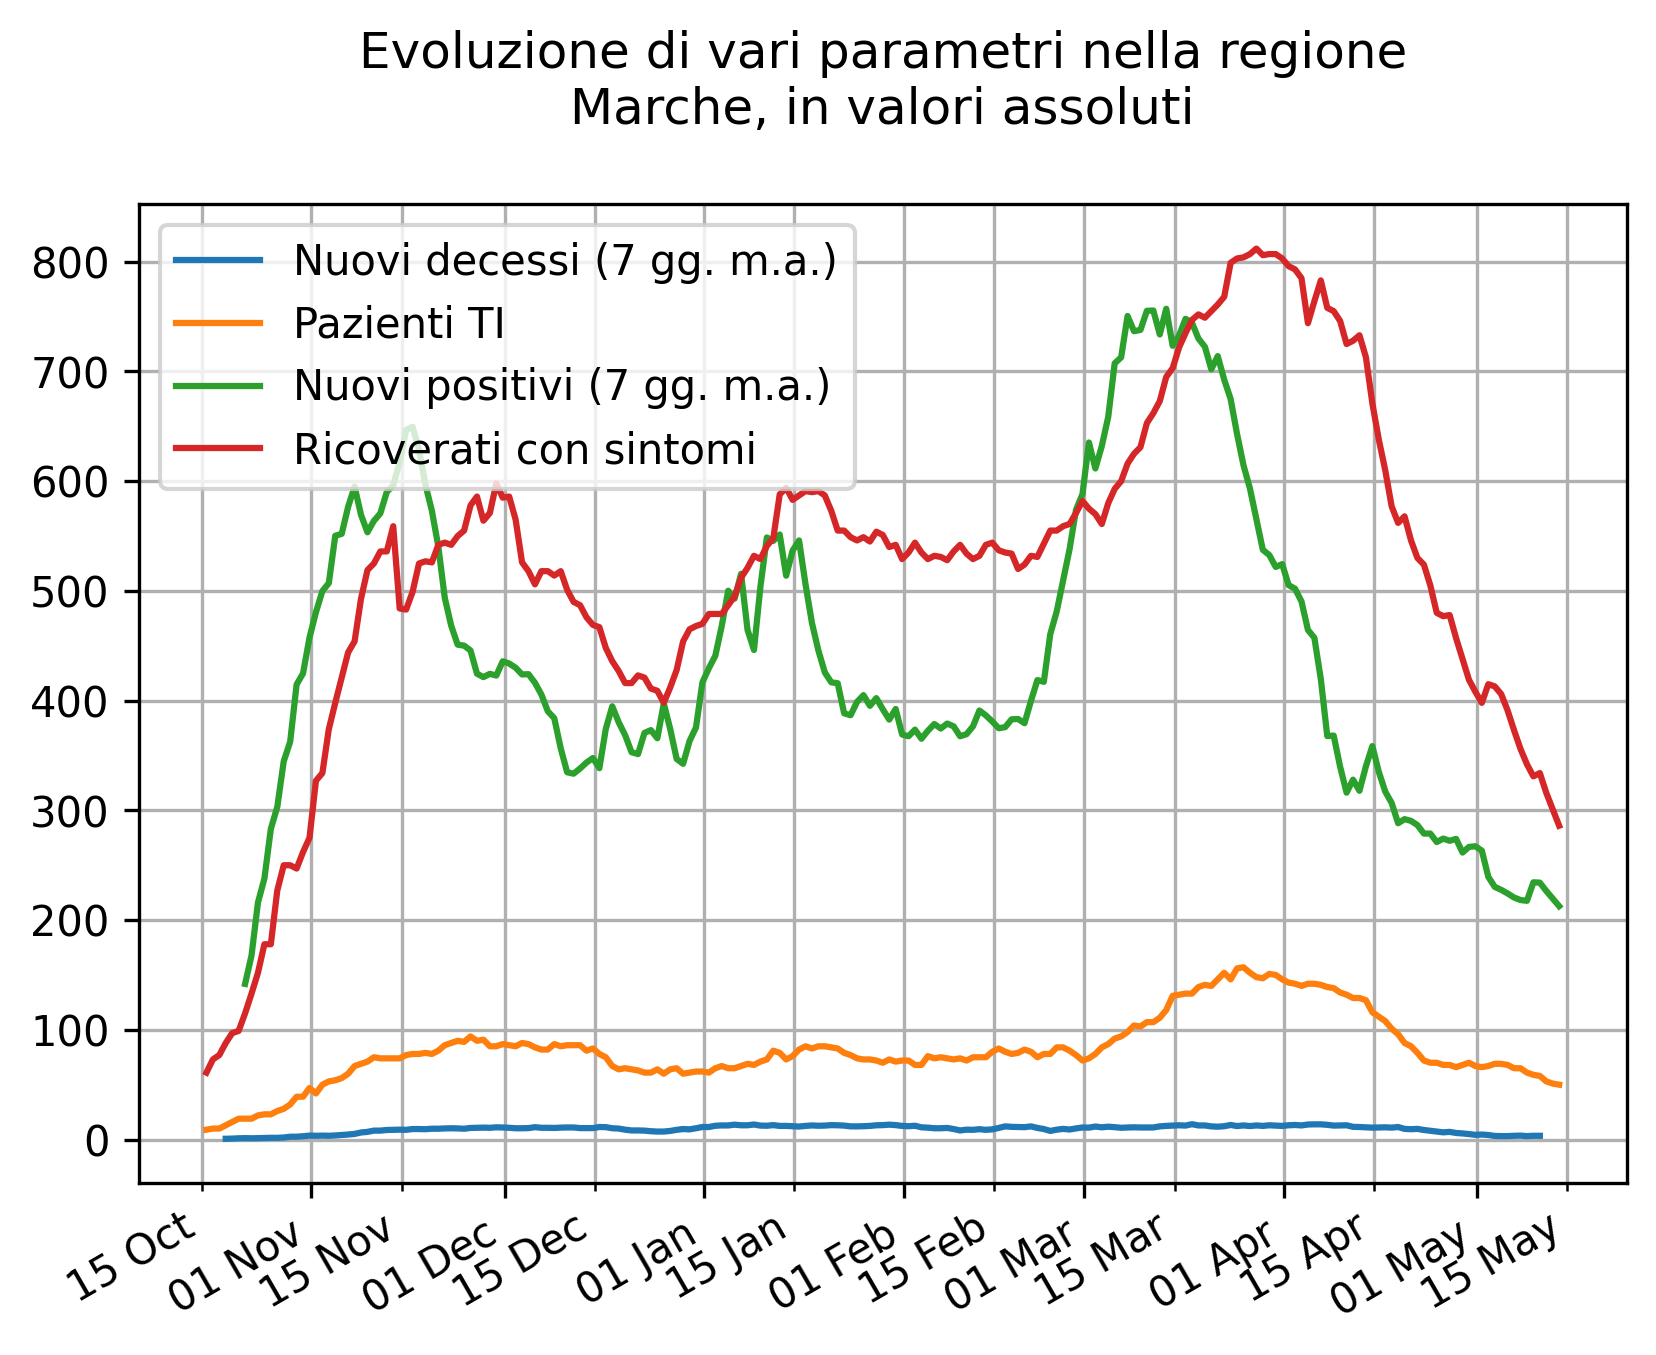 Evoluzione di vari parametri nella regione
Marche, in valori assoluti
Nuovi decessi (7 gg. m.a.)
Pazienti TI
Nuovi positivi (7 gg. m.a.)
Ricoverati con sintomi
800
700
600
500
400
300
200
100
0
15 Oct
01 Nov
15 Nov
01 Dec
15 Dec
01 Jan
15 Jan
01 Feb
15 Feb
01 Mar
15 Mar
01 Apr
15 Apr
01 May
15 May